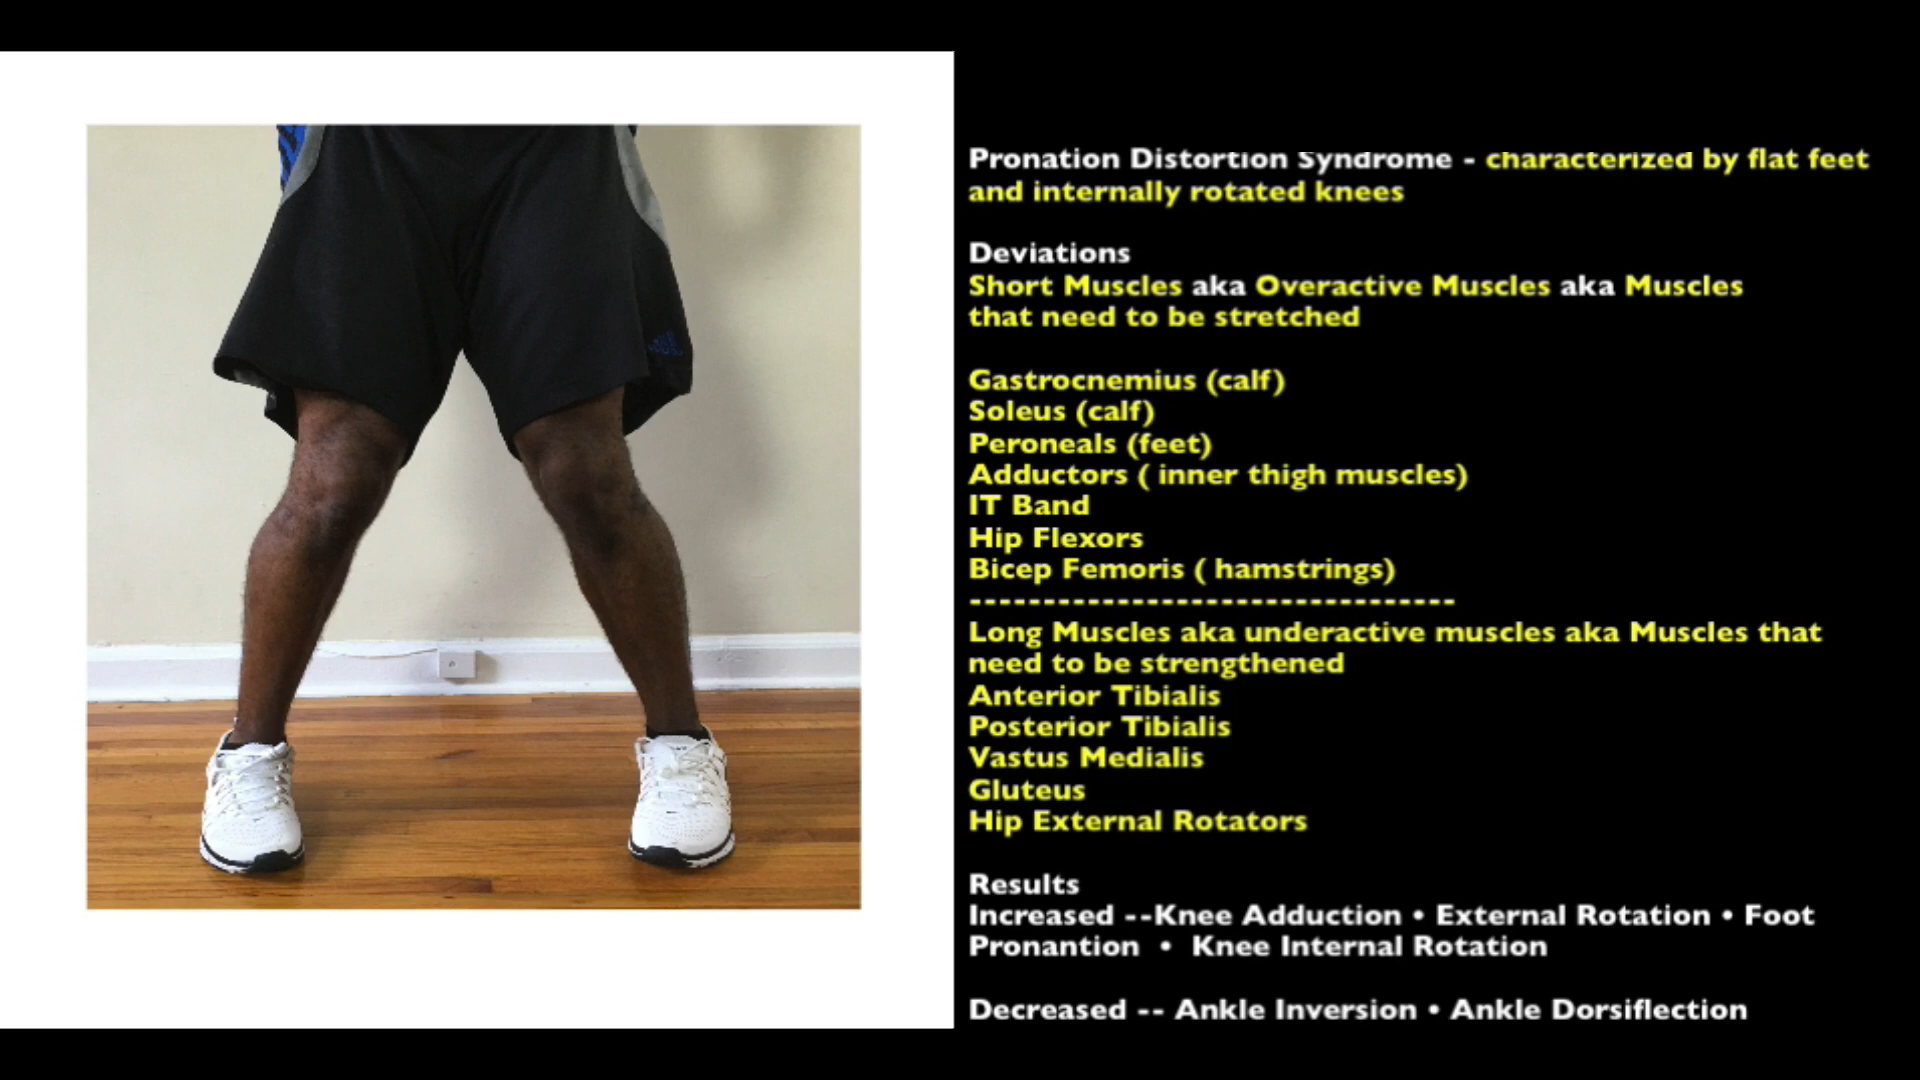 Pronation Distortion Syndrome - characterized by flat feet
and internally rotated knees
Deviations
Short Muscles aka Overactive Muscles aka Muscles
that need to be stretched
Gastrocnemius (calf)
Soleus (calf)
Peroneals (feet)
Adductors ( inner thigh muscles)
IT Band
Hip Flexors
Bicep Femoris ( hamstrings)
---------------------------------
Long Muscles aka underactive muscles aka Muscles that
need to be strengthened
Anterior Tibialis
Posterior Tibialis
Vastus Medialis
Gluteus
Hip External Rotators
Results
Increased --Knee Adduction • External Rotation • Foot
Pronantion • Knee Internal Rotation
Decreased -- Ankle Inversion • Ankle Dorsiflection